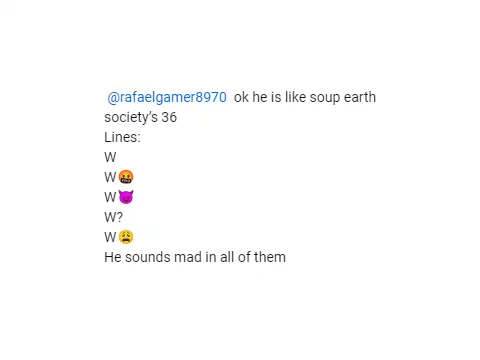 @rafaelgamer8970 ok he is like soup earth
society’s 36
Lines:
W
W🤬
W😈
W?
W😩
He sounds mad in all of them